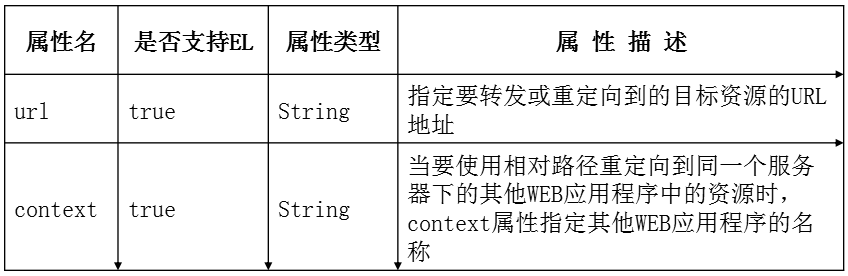 属性名 是否支持EL 属性类型 属 性 描 述
url true String 指定要转发或重定向到的目标资源的URL
地址
context true String 当要使用相对路径重定向到同一个服务
器下的其他WEB应用程序中的资源时，
context属性指定其他WEB应用程序的名
称